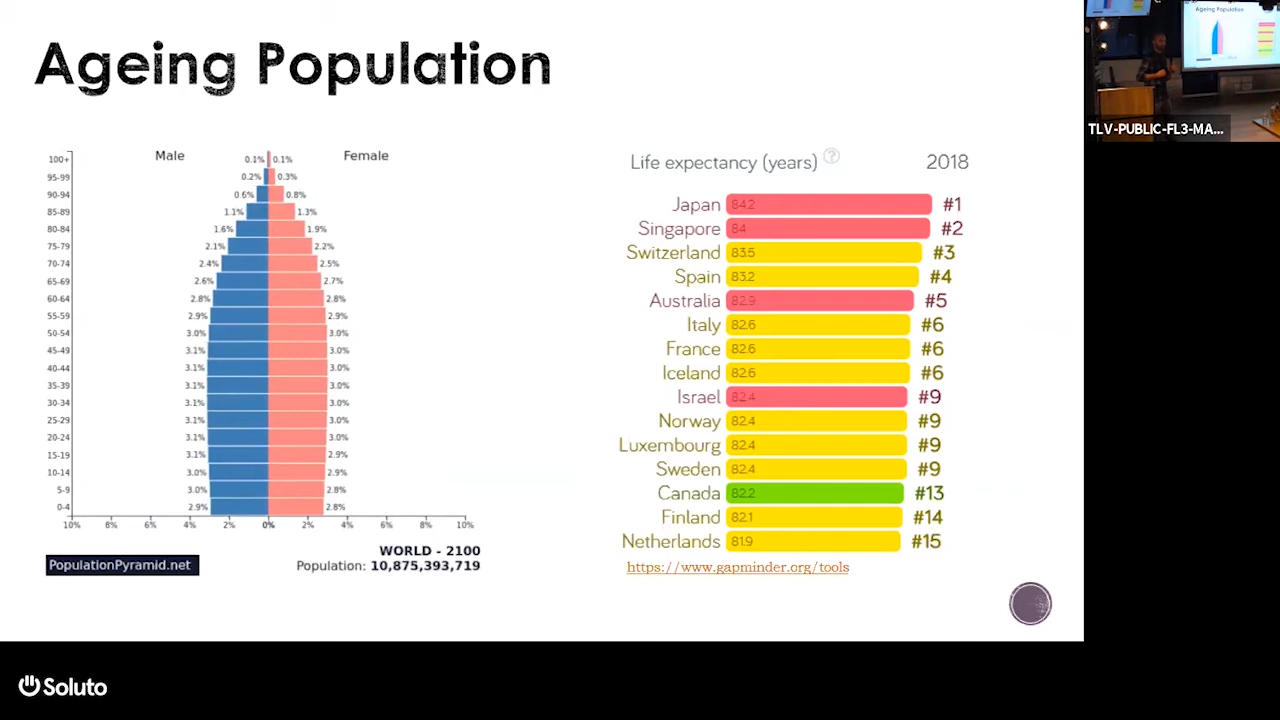 Ageing Population
Male
Female
100+ 0.1% 0.1%
95-99 0.2% 0.3%
90-94 0.6% 0.8%
85-89 1.1% 1.3%
80-84 1.6% 1.9%
75-79 2.1% 2.2%
70-74 2.4% 2.5%
65-69 2.6% 2.7%
60-64 2.8% 2.8%
55-59 2.9% 2.9%
50-54 3.0% 3.0%
45-49 3.1% 3.0%
40-44 3.1% 3.0%
35-39 3.1% 3.0%
30-34 3.1% 3.0%
25-29 3.1% 3.0%
20-24 3.1% 3.0%
15-19 3.1% 2.9%
10-14 3.0% 2.9%
5-9 3.0% 2.8%
0-4 2.9% 2.8%
10% 8% 6% 4% 2% 0% 2% 4% 6% 8% 10%
PopulationPyramid.net
WORLD - 2100
Population: 10,875,393,719
Life expectancy (years) ? 2018
Japan 84.2 #1
Singapore 84 #2
Switzerland 83.5 #3
Spain 83.2 #4
Australia 82.9 #5
Italy 82.6 #6
France 82.6 #6
Iceland 82.6 #6
Israel 82.4 #9
Norway 82.4 #9
Luxembourg 82.4 #9
Sweden 82.4 #9
Canada 82.2 #13
Finland 82.1 #14
Netherlands 81.9 #15
https://www.gapminder.org/tools
Ageing Population
TLV-PUBLIC-FL3-MA...
Soluto